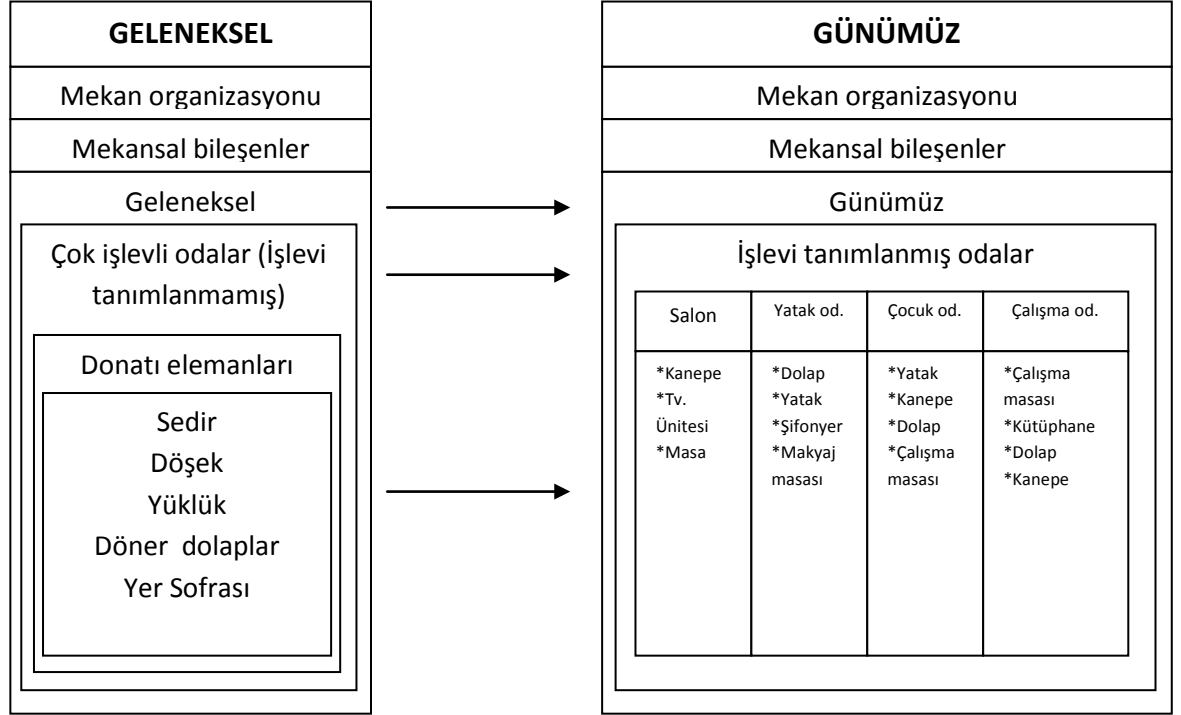 GELENEKSEL
Mekan organizasyonu
Mekansal bileşenler
Geleneksel
Çok işlevli odalar (İşlevi
tanımlanmamış)
Donatı elemanları
Sedir
Döşek
Yüklük
Döner dolaplar
Yer Sofrası
GÜNÜMÜZ
Mekan organizasyonu
Mekansal bileşenler
Günümüz
İşlevi tanımlanmış odalar
Salon
*Kanepe
*Tv.
Ünitesi
*Masa
Yatak od.
*Dolap
*Yatak
*Şifonyer
*Makyaj
masası
Çocuk od.
*Yatak
*Kanepe
*Dolap
*Çalışma
masası
Çalışma od.
*Çalışma
masası
*Kütüphane
*Dolap
*Kanepe